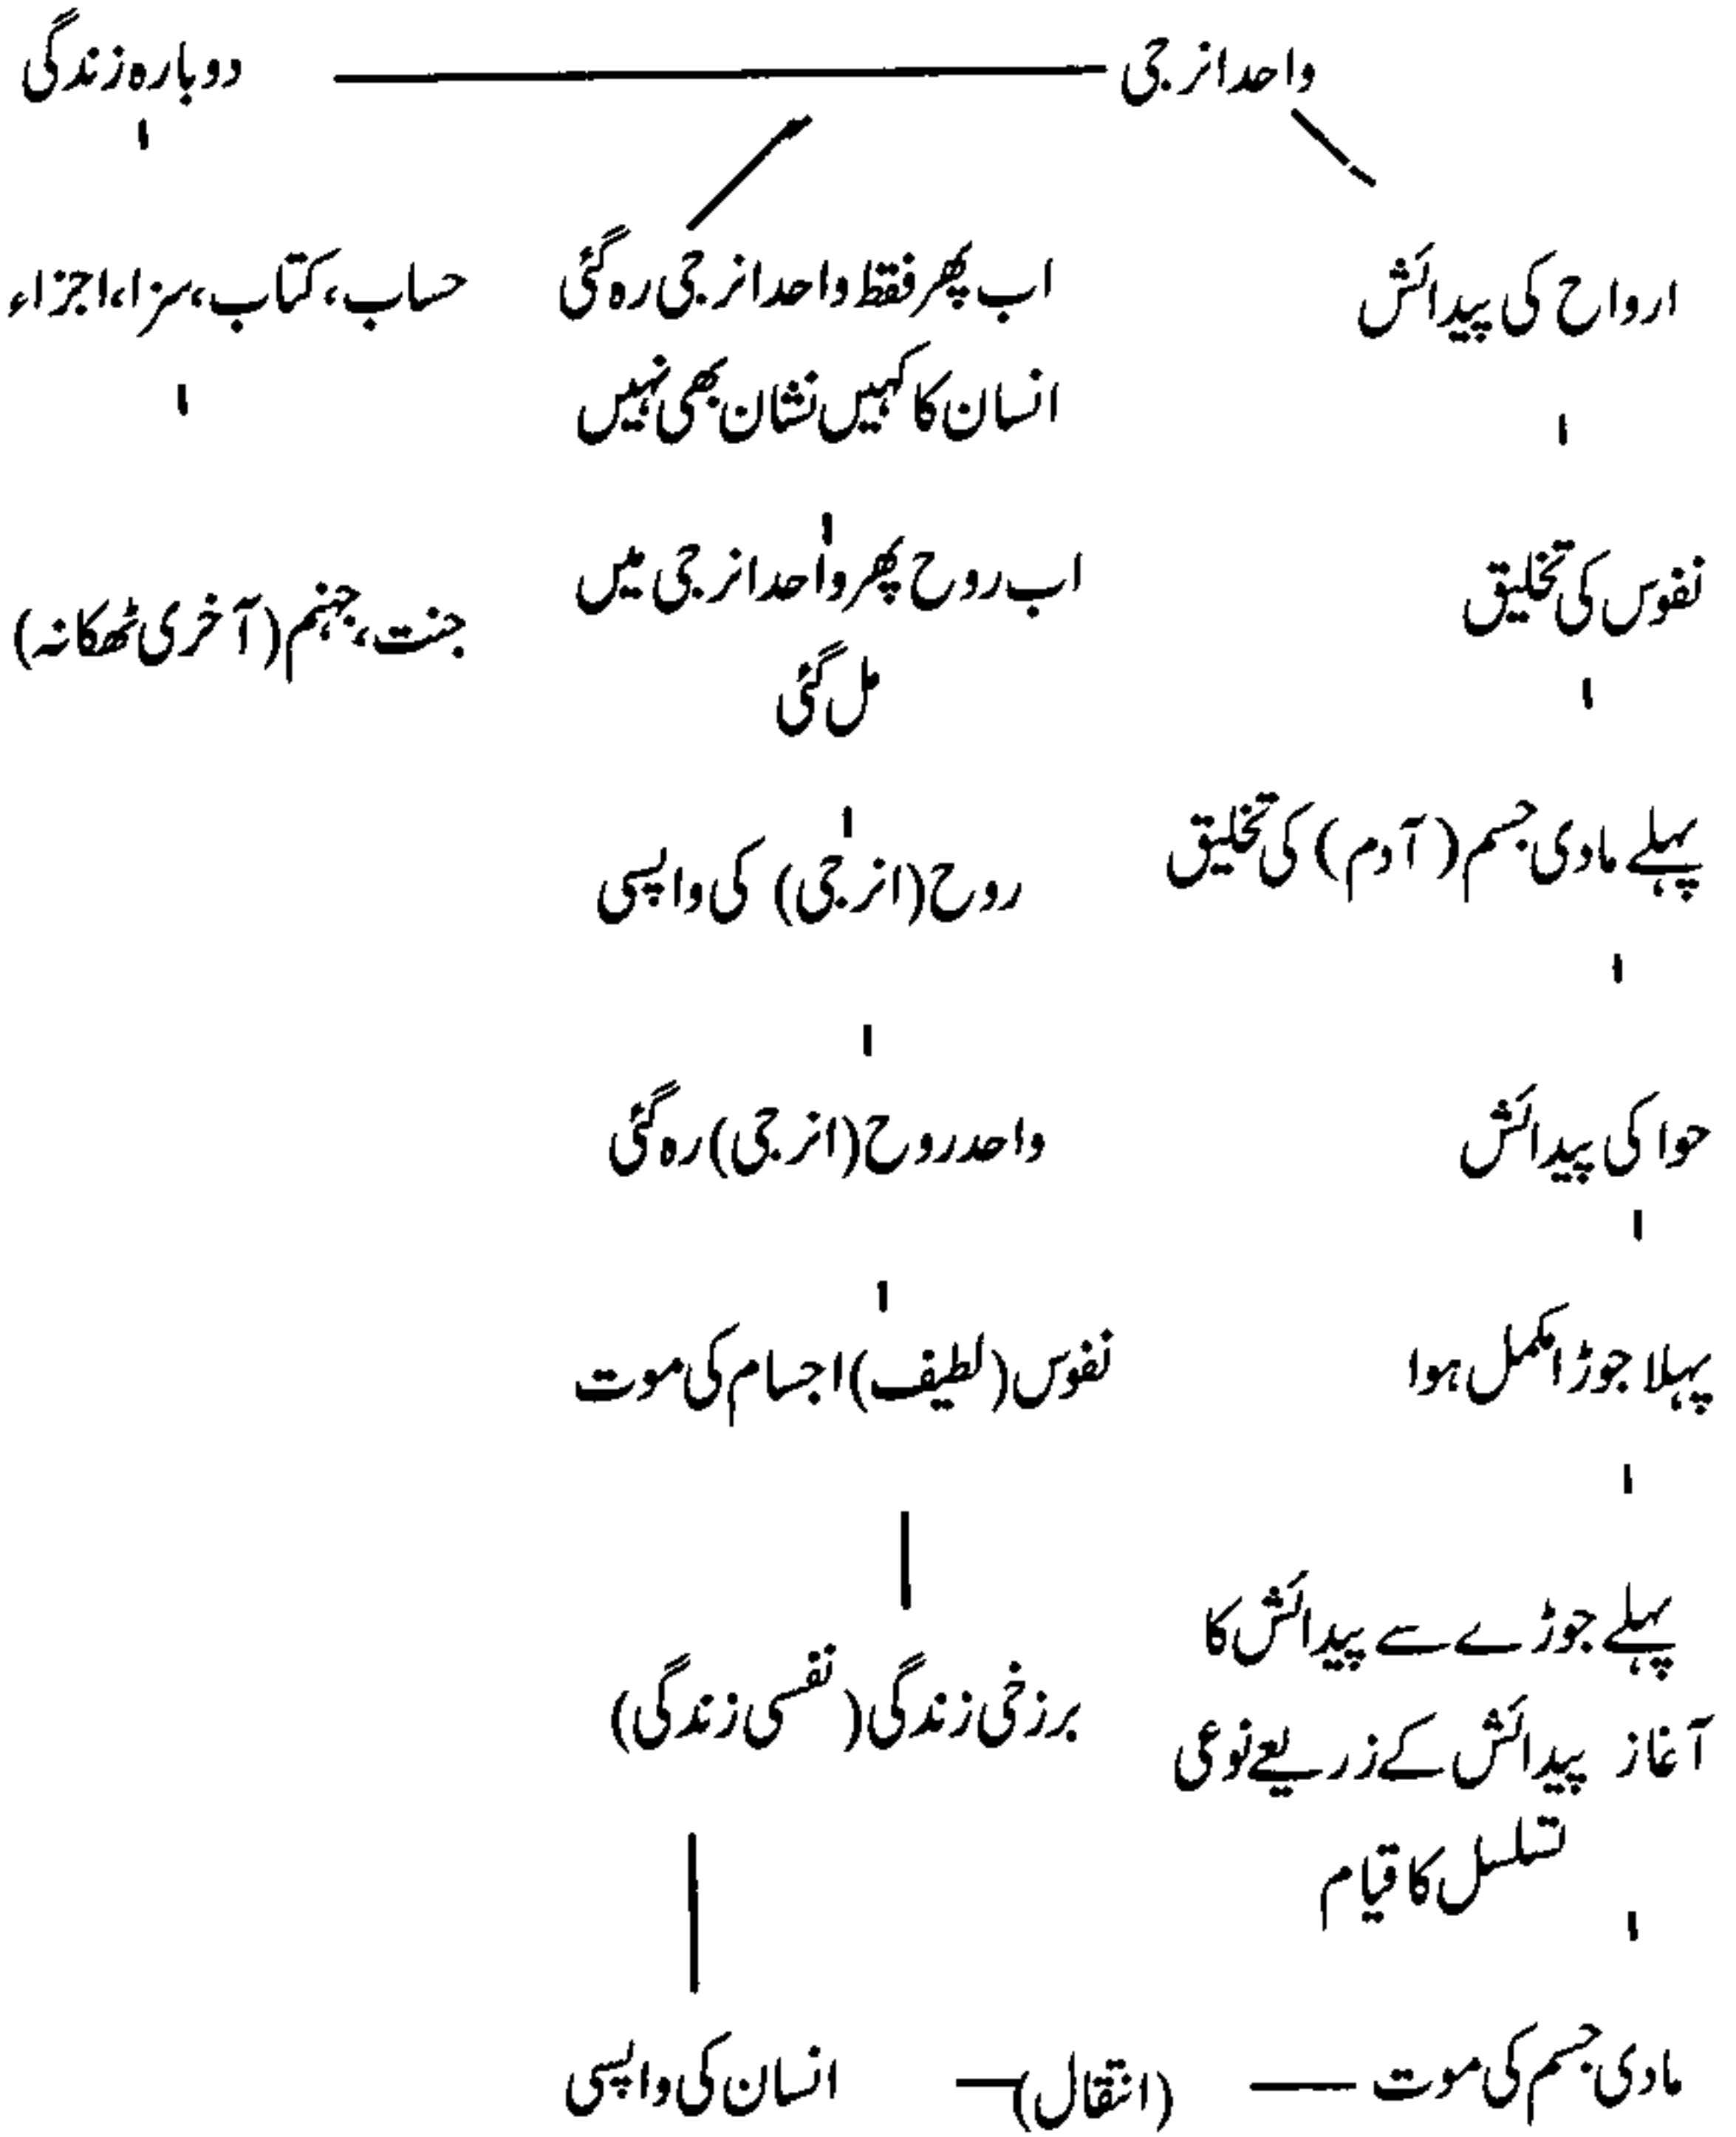 واحد انرجی
دوبارہ زندگی
ارواح کی پیدائش
نفوس کی تخلیق
پہلے مادی جسم (آدم) کی تخلیق
حوا کی پیدائش
پہلا جوڑا مکمل ہوا
پہلے جوڑے سے پیدائش کا
آغاز پیدائش کے زریعے نوعی
تسلسل کا قیام
مادی جسم کی موت
(انتقال)
انسان کی واپسی
برزخی زندگی (نفسی زندگی)
نفوس (لطیف) اجسام کی موت
واحد روح (انرجی) رہ گئی
روح (انرجی) کی واپسی
اب روح پھر واحد انرجی میں
مل گئی
اب پھر فقط واحد انرجی رہ گئی
انسان کا کہیں نشان بھی نہیں
حساب، کتاب، سزا، اجزاء
جنت، جہنم (آخری ٹھکانہ)